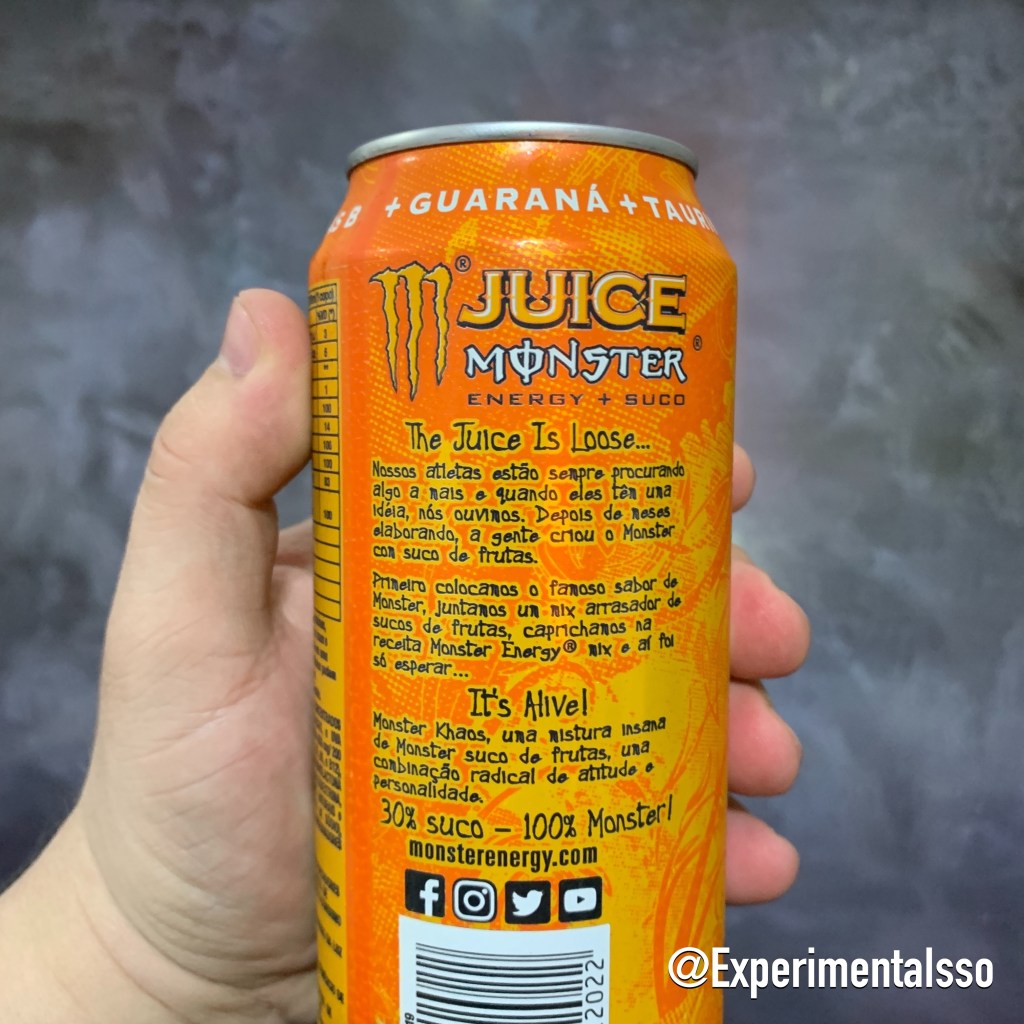 +GUARANÁ +TAURI
JUICE
MONSTER
ENERGY + SUCO
The Juice Is Loose...
Nossos atletas estão sempre procurando
algo a mais e quando eles têm uma
idéia, nós ouvimos. Depois de meses
elaborando, a gente criou o Monster
com suco de frutas.
Primeiro colocamos o famoso sabor de
Monster, juntamos um mix arrasador de
sucos de frutas, caprichamos na
receita Monster Energy® mix e aí foi
só esperar...
It's Alive!
Monster Khaos, uma mistura insana
de Monster suco de frutas, uma
combinação radical de atitude e
personalidade.
30% suco – 100% Monster!
monsterenergy.com
2022
@ExperimentaIsso